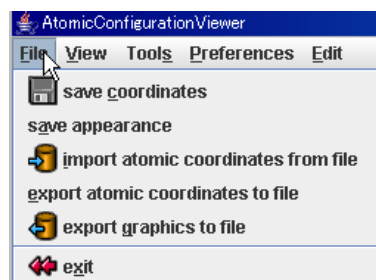 AtomicConfigurationViewer
File View Tools Preferences Edit
save coordinates
save appearance
import atomic coordinates from file
export atomic coordinates to file
export graphics to file
exit